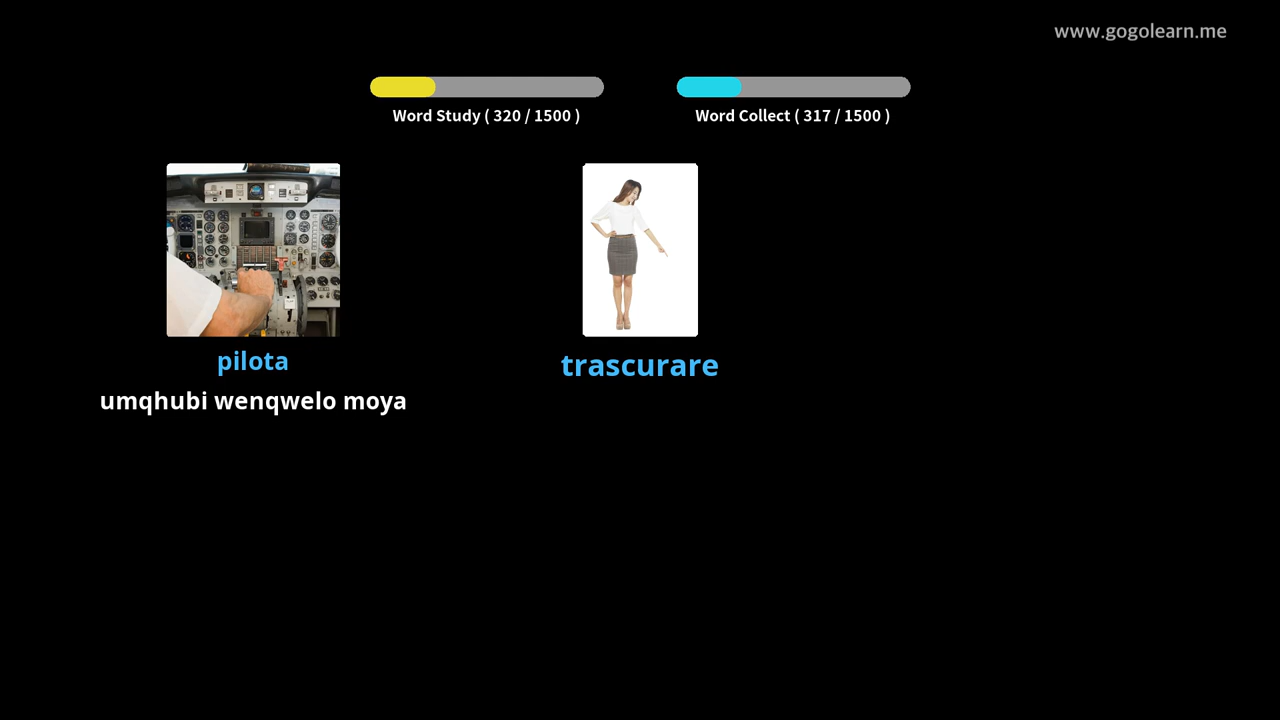 www.gogolearn.me
Word Study ( 320 / 1500 )
Word Collect ( 317 / 1500 )
pilota
umqhubi wenqwelo moya
trascurare